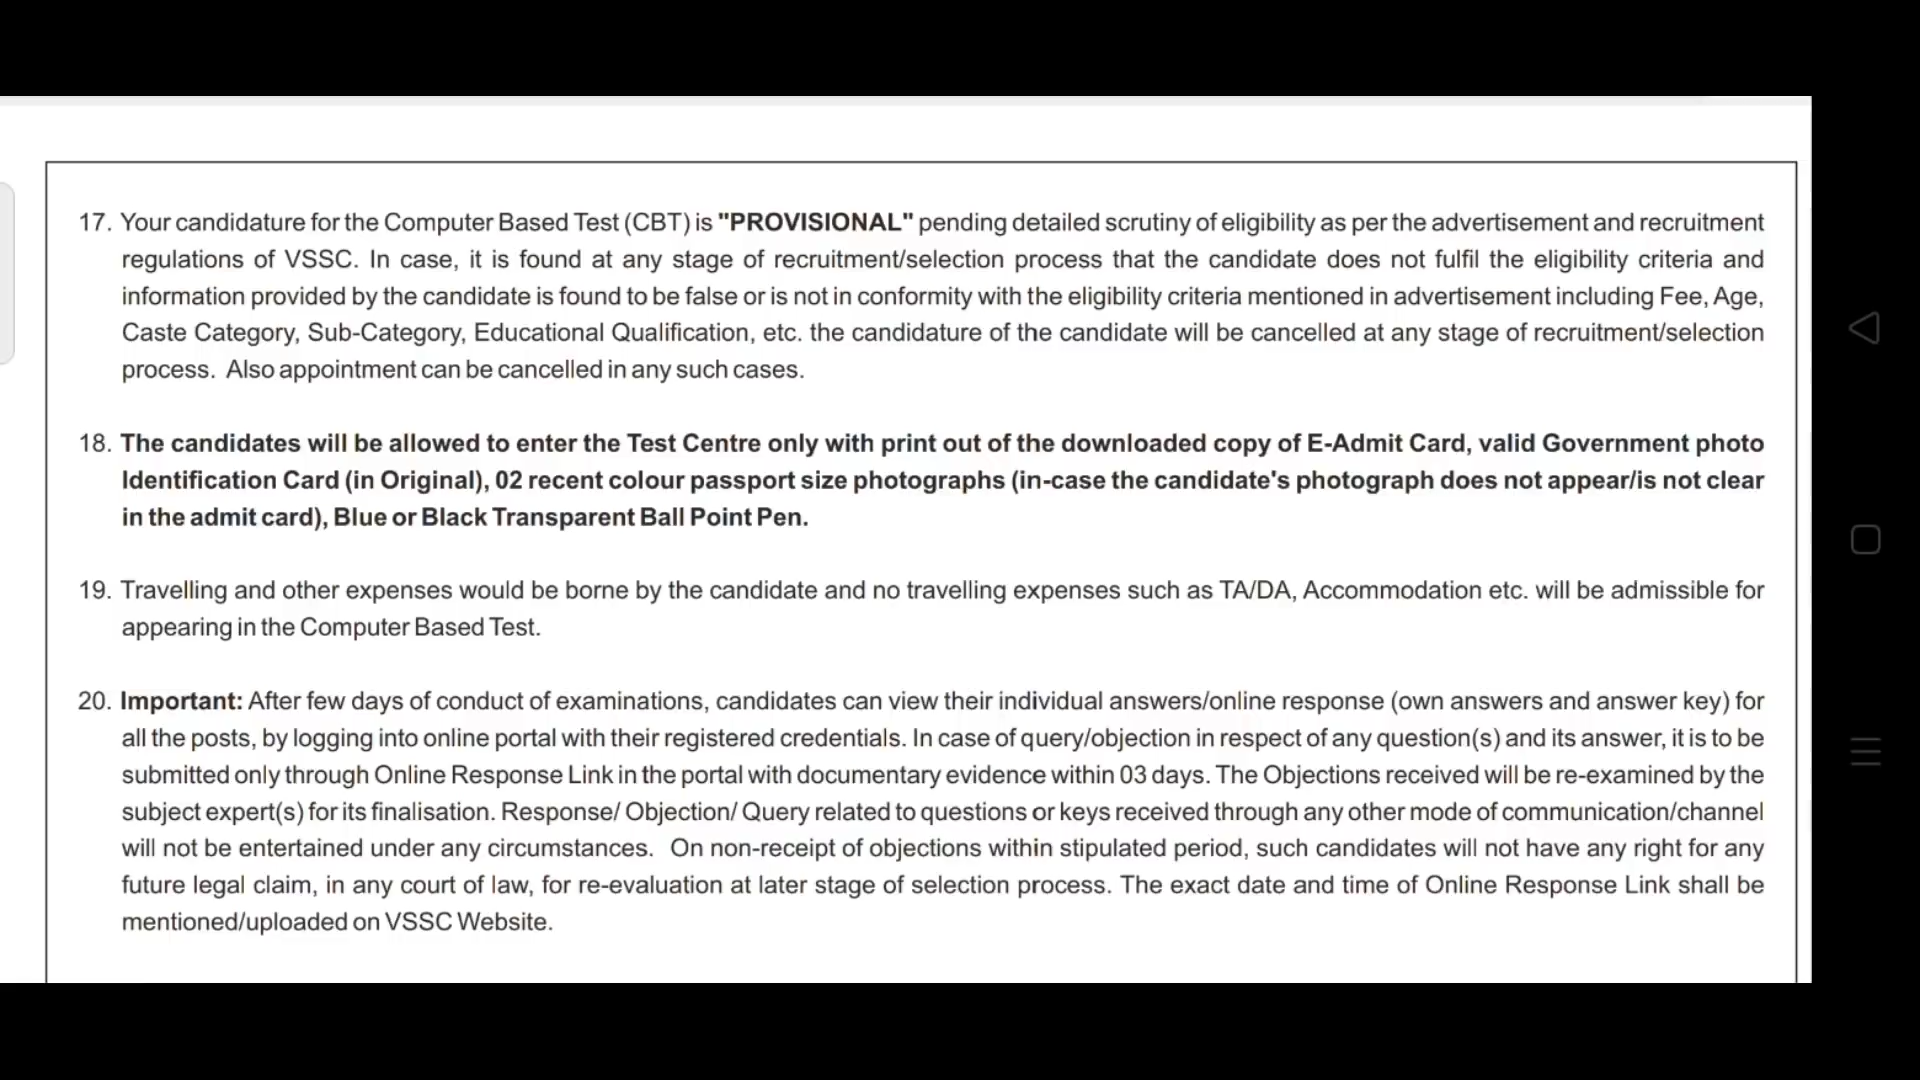 17. Your candidature for the Computer Based Test (CBT) is "PROVISIONAL" pending detailed scrutiny of eligibility as per the advertisement and recruitment
regulations of VSSC. In case, it is found at any stage of recruitment/selection process that the candidate does not fulfil the eligibility criteria and
information provided by the candidate is found to be false or is not in conformity with the eligibility criteria mentioned in advertisement including Fee, Age,
Caste Category, Sub-Category, Educational Qualification, etc. the candidature of the candidate will be cancelled at any stage of recruitment/selection
process. Also appointment can be cancelled in any such cases.
18. The candidates will be allowed to enter the Test Centre only with print out of the downloaded copy of E-Admit Card, valid Government photo
Identification Card (in Original), 02 recent colour passport size photographs (in-case the candidate's photograph does not appear/is not clear
in the admit card), Blue or Black Transparent Ball Point Pen.
19. Travelling and other expenses would be borne by the candidate and no travelling expenses such as TA/DA, Accommodation etc. will be admissible for
appearing in the Computer Based Test.
20. Important: After few days of conduct of examinations, candidates can view their individual answers/online response (own answers and answer key) for
all the posts, by logging into online portal with their registered credentials. In case of query/objection in respect of any question(s) and its answer, it is to be
submitted only through Online Response Link in the portal with documentary evidence within 03 days. The Objections received will be re-examined by the
subject expert(s) for its finalisation. Response/ Objection/ Query related to questions or keys received through any other mode of communication/channel
will not be entertained under any circumstances. On non-receipt of objections within stipulated period, such candidates will not have any right for any
future legal claim, in any court of law, for re-evaluation at later stage of selection process. The exact date and time of Online Response Link shall be
mentioned/uploaded on VSSC Website.